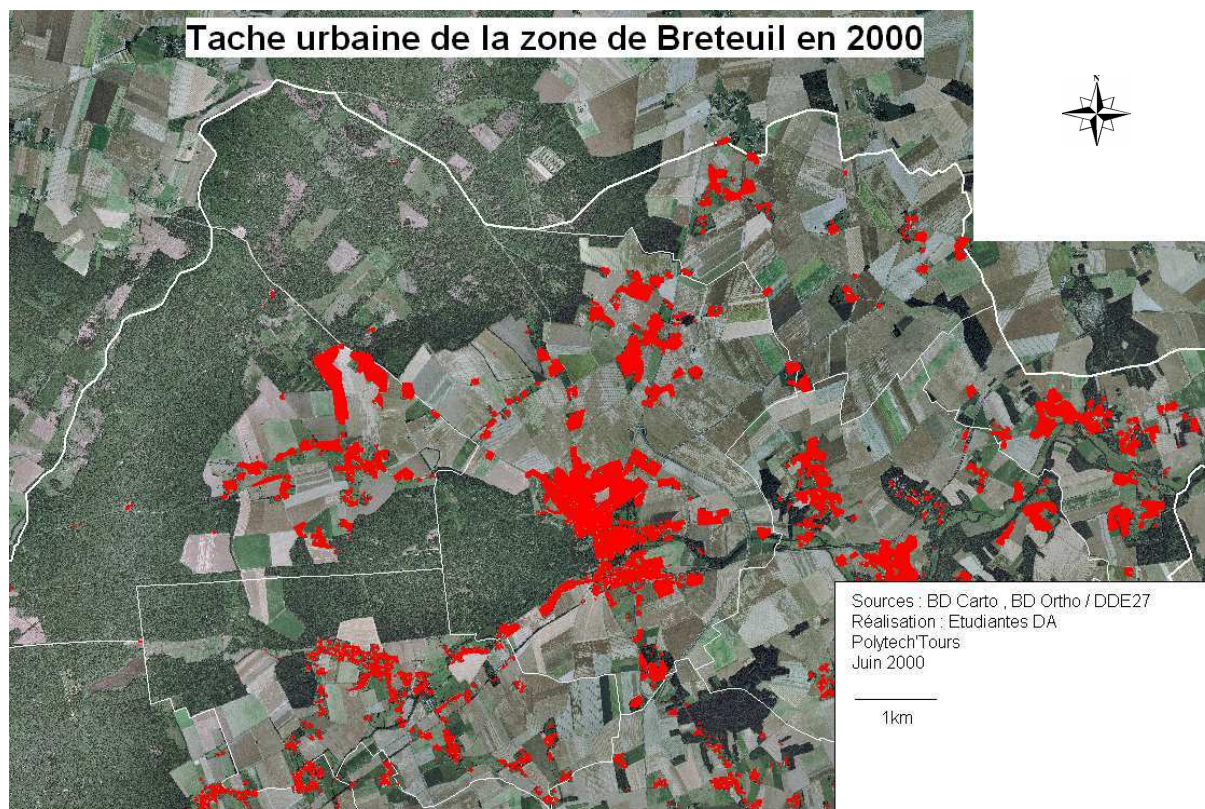 Tache urbaine de la zone de Breteuil en 2000
N
Sources : BD Carto , BD Ortho / DDE27
Réalisation : Etudiantes DA
Polytech'Tours
Juin 2000
1km